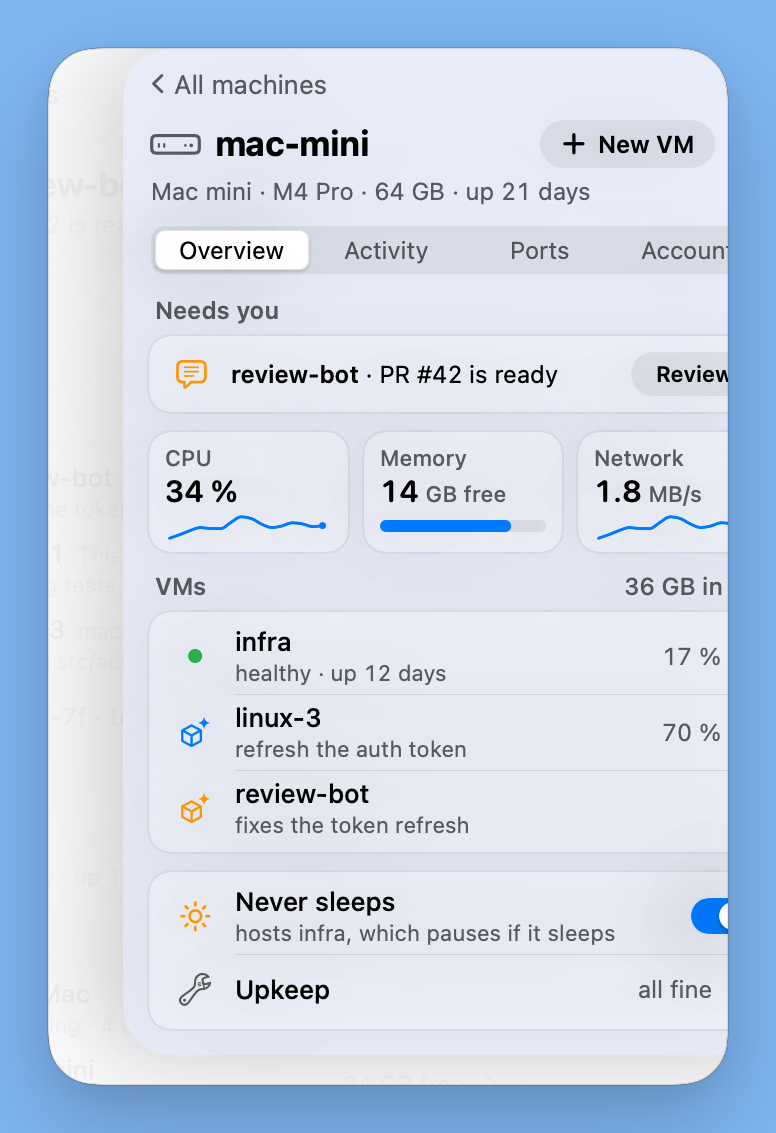 All machines
mac-mini
New VM
Mac mini · M4 Pro · 64 GB · up 21 days
Overview Activity Ports Accoun
Needs you
review-bot · PR #42 is ready
Review
CPU
34 %
Memory
14 GB free
Network
1.8 MB/s
VMs
36 GB in
infra
17 %
healthy · up 12 days
linux-3
70 %
refresh the auth token
review-bot
fixes the token refresh
Never sleeps
hosts infra, which pauses if it sleeps
Upkeep
all fine